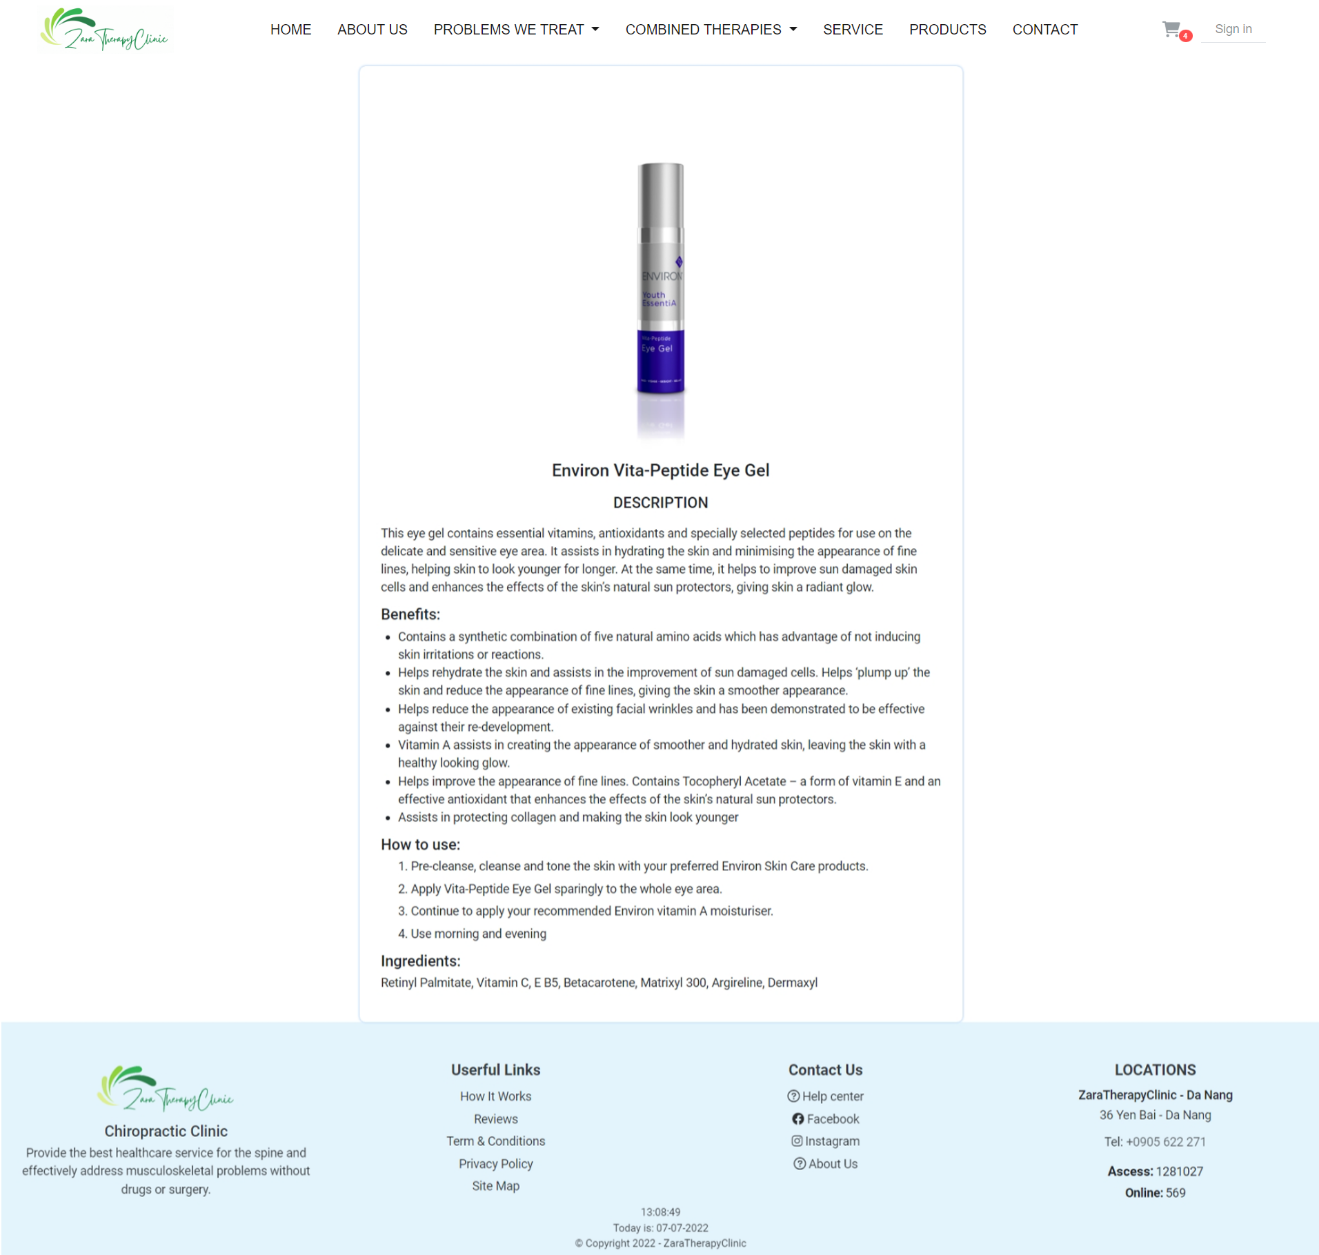 Zara TherapyClinic
HOME ABOUT US PROBLEMS WE TREAT COMBINED THERAPIES SERVICE PRODUCTS CONTACT 4 Sign in
ENVIRON
Youth
EssentiA
Vita-Peptide
Eye Gel
Environ Vita-Peptide Eye Gel
DESCRIPTION
This eye gel contains essential vitamins, antioxidants and specially selected peptides for use on the
delicate and sensitive eye area. It assists in hydrating the skin and minimising the appearance of fine
lines, helping skin to look younger for longer. At the same time, it helps to improve sun damaged skin
cells and enhances the effects of the skin’s natural sun protectors, giving skin a radiant glow.
Benefits:
• Contains a synthetic combination of five natural amino acids which has advantage of not inducing
skin irritations or reactions.
• Helps rehydrate the skin and assists in the improvement of sun damaged cells. Helps ‘plump up’ the
skin and reduce the appearance of fine lines, giving the skin a smoother appearance.
• Helps reduce the appearance of existing facial wrinkles and has been demonstrated to be effective
against their re-development.
• Vitamin A assists in creating the appearance of smoother and hydrated skin, leaving the skin with a
healthy looking glow.
• Helps improve the appearance of fine lines. Contains Tocopheryl Acetate – a form of vitamin E and an
effective antioxidant that enhances the effects of the skin’s natural sun protectors.
• Assists in protecting collagen and making the skin look younger
How to use:
1. Pre-cleanse, cleanse and tone the skin with your preferred Environ Skin Care products.
2. Apply Vita-Peptide Eye Gel sparingly to the whole eye area.
3. Continue to apply your recommended Environ vitamin A moisturiser.
4. Use morning and evening
Ingredients:
Retinyl Palmitate, Vitamin C, E B5, Betacarotene, Matrixyl 300, Argireline, Dermaxyl
Zara TherapyClinic
Chiropractic Clinic
Provide the best healthcare service for the spine and
effectively address musculoskeletal problems without
drugs or surgery.
Userful Links
How It Works
Reviews
Term & Conditions
Privacy Policy
Site Map
Contact Us
Help center
Facebook
Instagram
About Us
LOCATIONS
ZaraTherapyClinic - Da Nang
36 Yen Bai - Da Nang
Tel: +0905 622 271
Ascess: 1281027
Online: 569
13:08:49
Today is: 07-07-2022
© Copyright 2022 - ZaraTherapyClinic